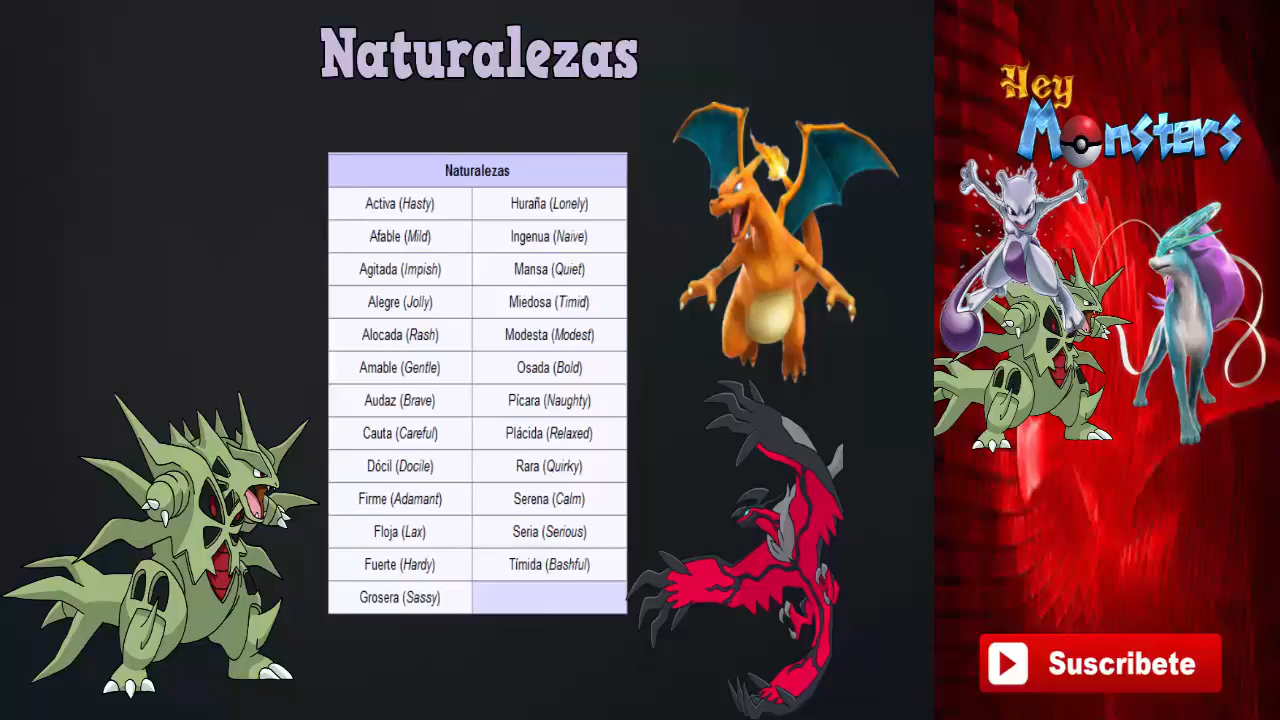 Naturalezas
Naturalezas
Activa (Hasty) Huraña (Lonely)
Afable (Mild) Ingenua (Naive)
Agitada (Impish) Mansa (Quiet)
Alegre (Jolly) Miedosa (Timid)
Alocada (Rash) Modesta (Modest)
Amable (Gentle) Osada (Bold)
Audaz (Brave) Pícara (Naughty)
Cauta (Careful) Plácida (Relaxed)
Dócil (Docile) Rara (Quirky)
Firme (Adamant) Serena (Calm)
Floja (Lax) Seria (Serious)
Fuerte (Hardy) Tímida (Bashful)
Grosera (Sassy)
Hey
Monsters
Suscribete